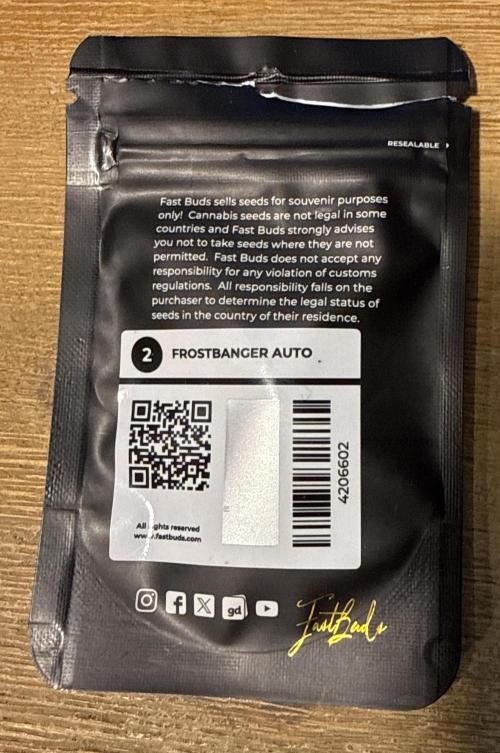 RESEALABLE
Fast Buds sells seeds for souvenir purposes
only! Cannabis seeds are not legal in some
countries and Fast Buds strongly advises
you not to take seeds where they are not
permitted. Fast Buds does not accept any
responsibility for any violation of customs
regulations. All responsibility falls on the
purchaser to determine the legal status of
seeds in the country of their residence.
2 FROSTBANGER AUTO
4206602
All rights reserved
www.fastbuds.com
gd
FastBuds